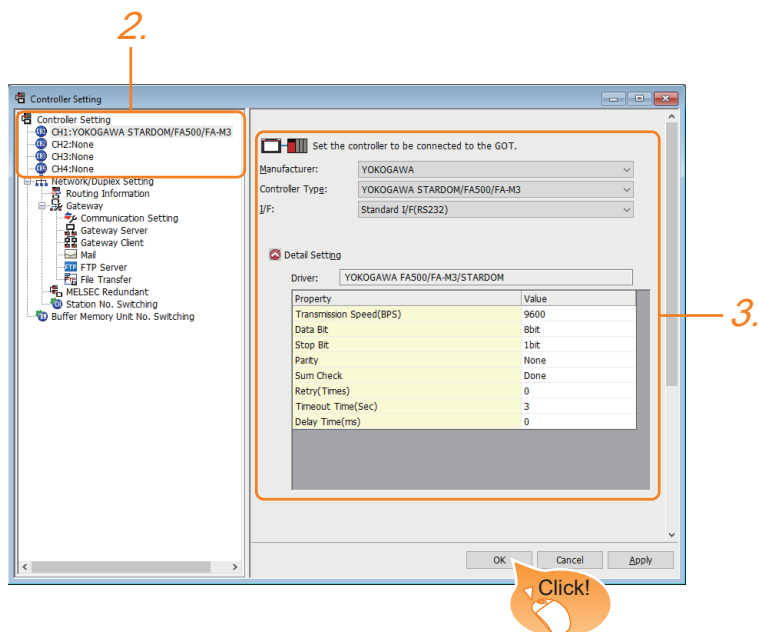 2.
Controller Setting
Controller Setting
CH1:YOKOGAWA STARDOM/FA500/FA-M3
CH2:None
CH3:None
CH4:None
Network/Duplex Setting
Routing Information
Gateway
Communication Setting
Gateway Server
Gateway Client
Mail
FTP Server
File Transfer
MELSEC Redundant
Station No. Switching
Buffer Memory Unit No. Switching
Set the controller to be connected to the GOT.
Manufacturer: YOKOGAWA
Controller Type: YOKOGAWA STARDOM/FA500/FA-M3
I/F: Standard I/F(RS232)
Detail Setting
Driver: YOKOGAWA FA500/FA-M3/STARDOM
Property Value
Transmission Speed(BPS) 9600
Data Bit 8bit
Stop Bit 1bit
Parity None
Sum Check Done
Retry(Times) 0
Timeout Time(Sec) 3
Delay Time(ms) 0
3.
OK Cancel Apply
Click!